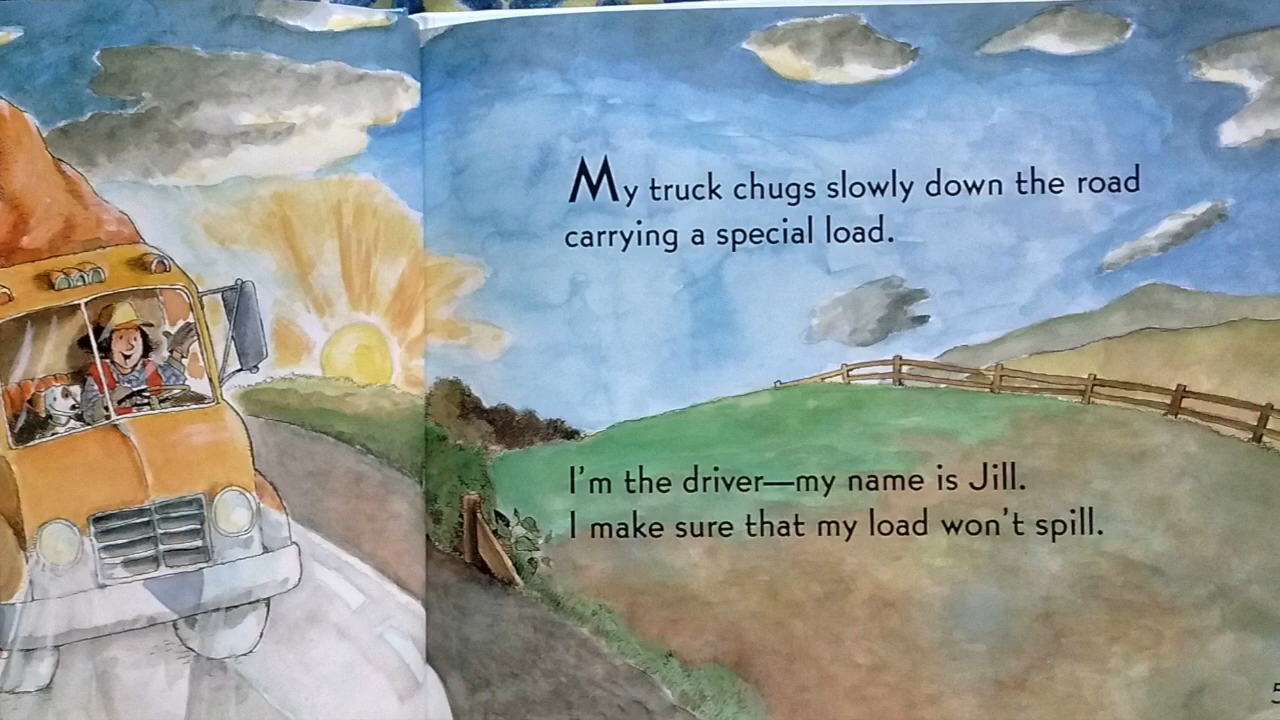 My truck chugs slowly down the road
carrying a special load.
I'm the driver—my name is Jill.
I make sure that my load won't spill.
5